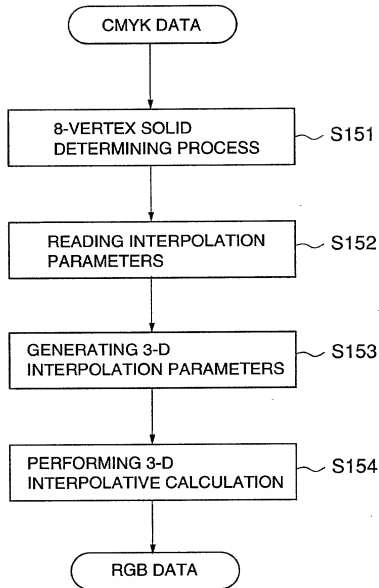 CMYK DATA
8-VERTEX SOLID
DETERMINING PROCESS
S151
READING INTERPOLATION
PARAMETERS
S152
GENERATING 3-D
INTERPOLATION PARAMETERS
S153
PERFORMING 3-D
INTERPOLATIVE CALCULATION
S154
RGB DATA